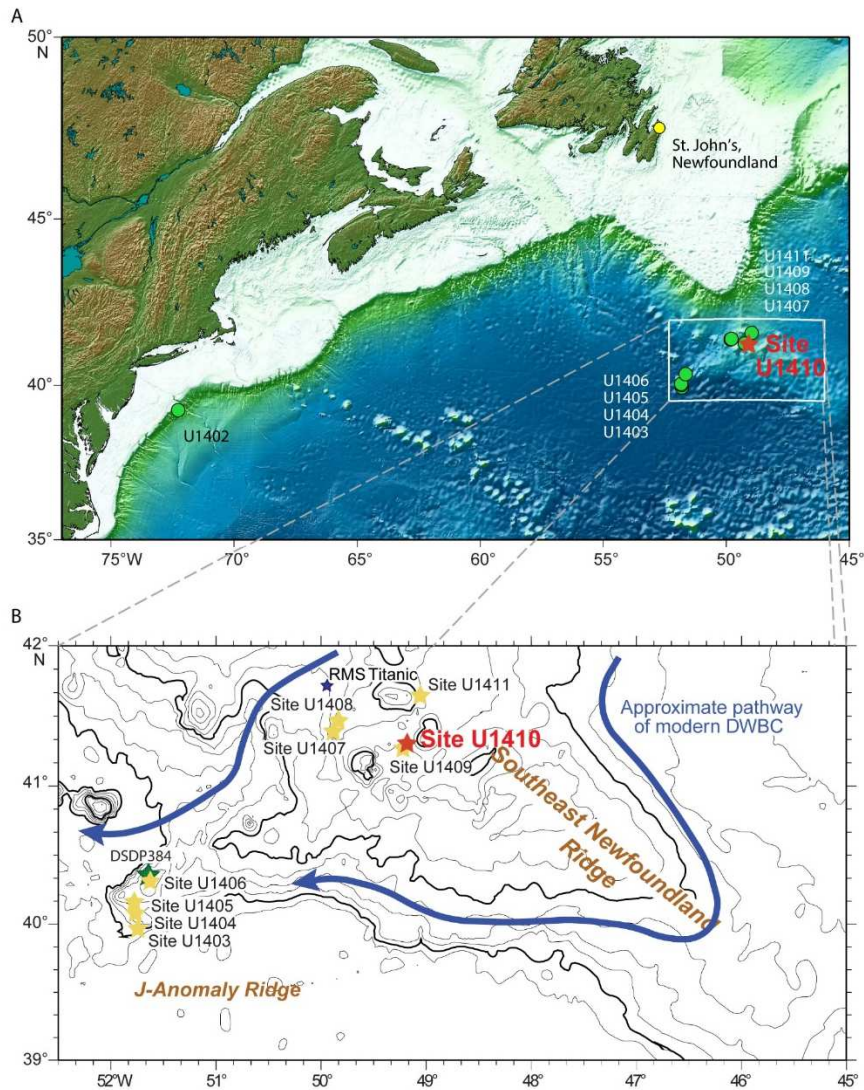 A
50°
N
45°
40°
35°
St. John's,
Newfoundland
U1411
U1409
U1408
U1407
Site
U1410
U1406
U1405
U1404
U1403
U1402
75°W
70°
65°
60°
55°
50°
45°
B
42°
N
41°
40°
39°
RMS Titanic
Site U1411
Site U1408
Site U1407
Site U1410
Site U1409
Approximate pathway
of modern DWBC
Southeast Newfoundland
Ridge
DSDP384
Site U1406
Site U1405
Site U1404
Site U1403
J-Anomaly Ridge
52°W
51°
50°
49°
48°
47°
46°
45°